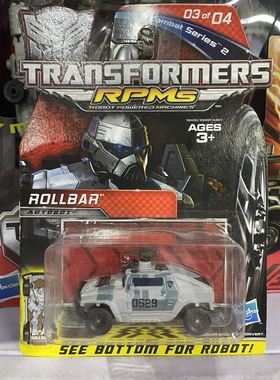 03 of 04
Combat Series 2
TRANSFORMERS
RPMs
ROBOT POWERED MACHINES
AGES
3+
ROLLBAR
AUTOBOT
0529
Hasbro
SEE BOTTOM FOR ROBOT!